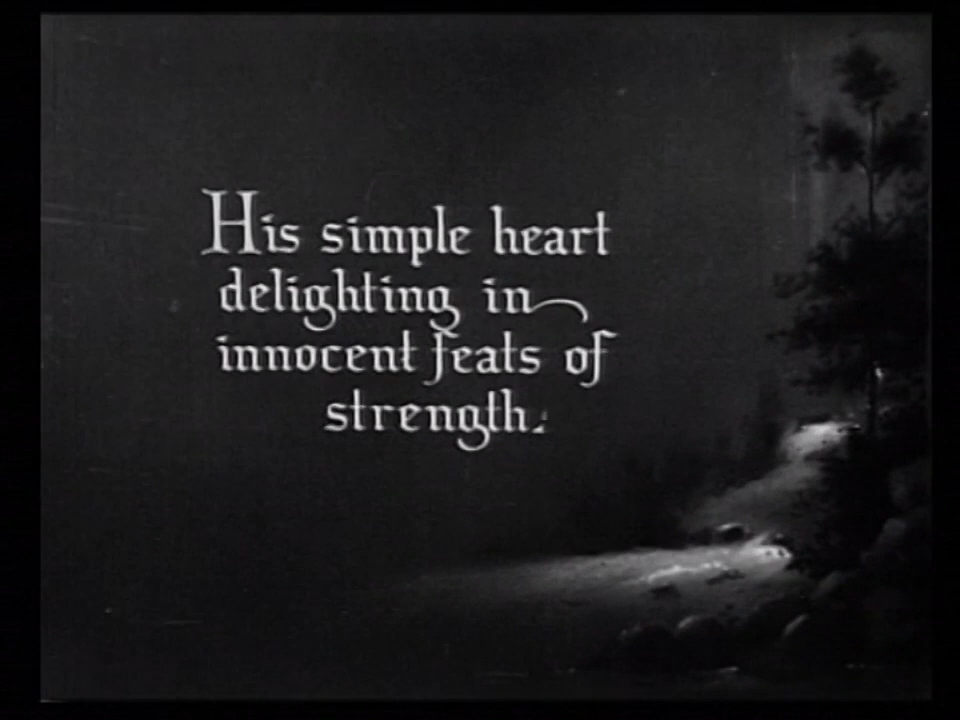 His simple heart
delighting in
innocent feats of
strength.